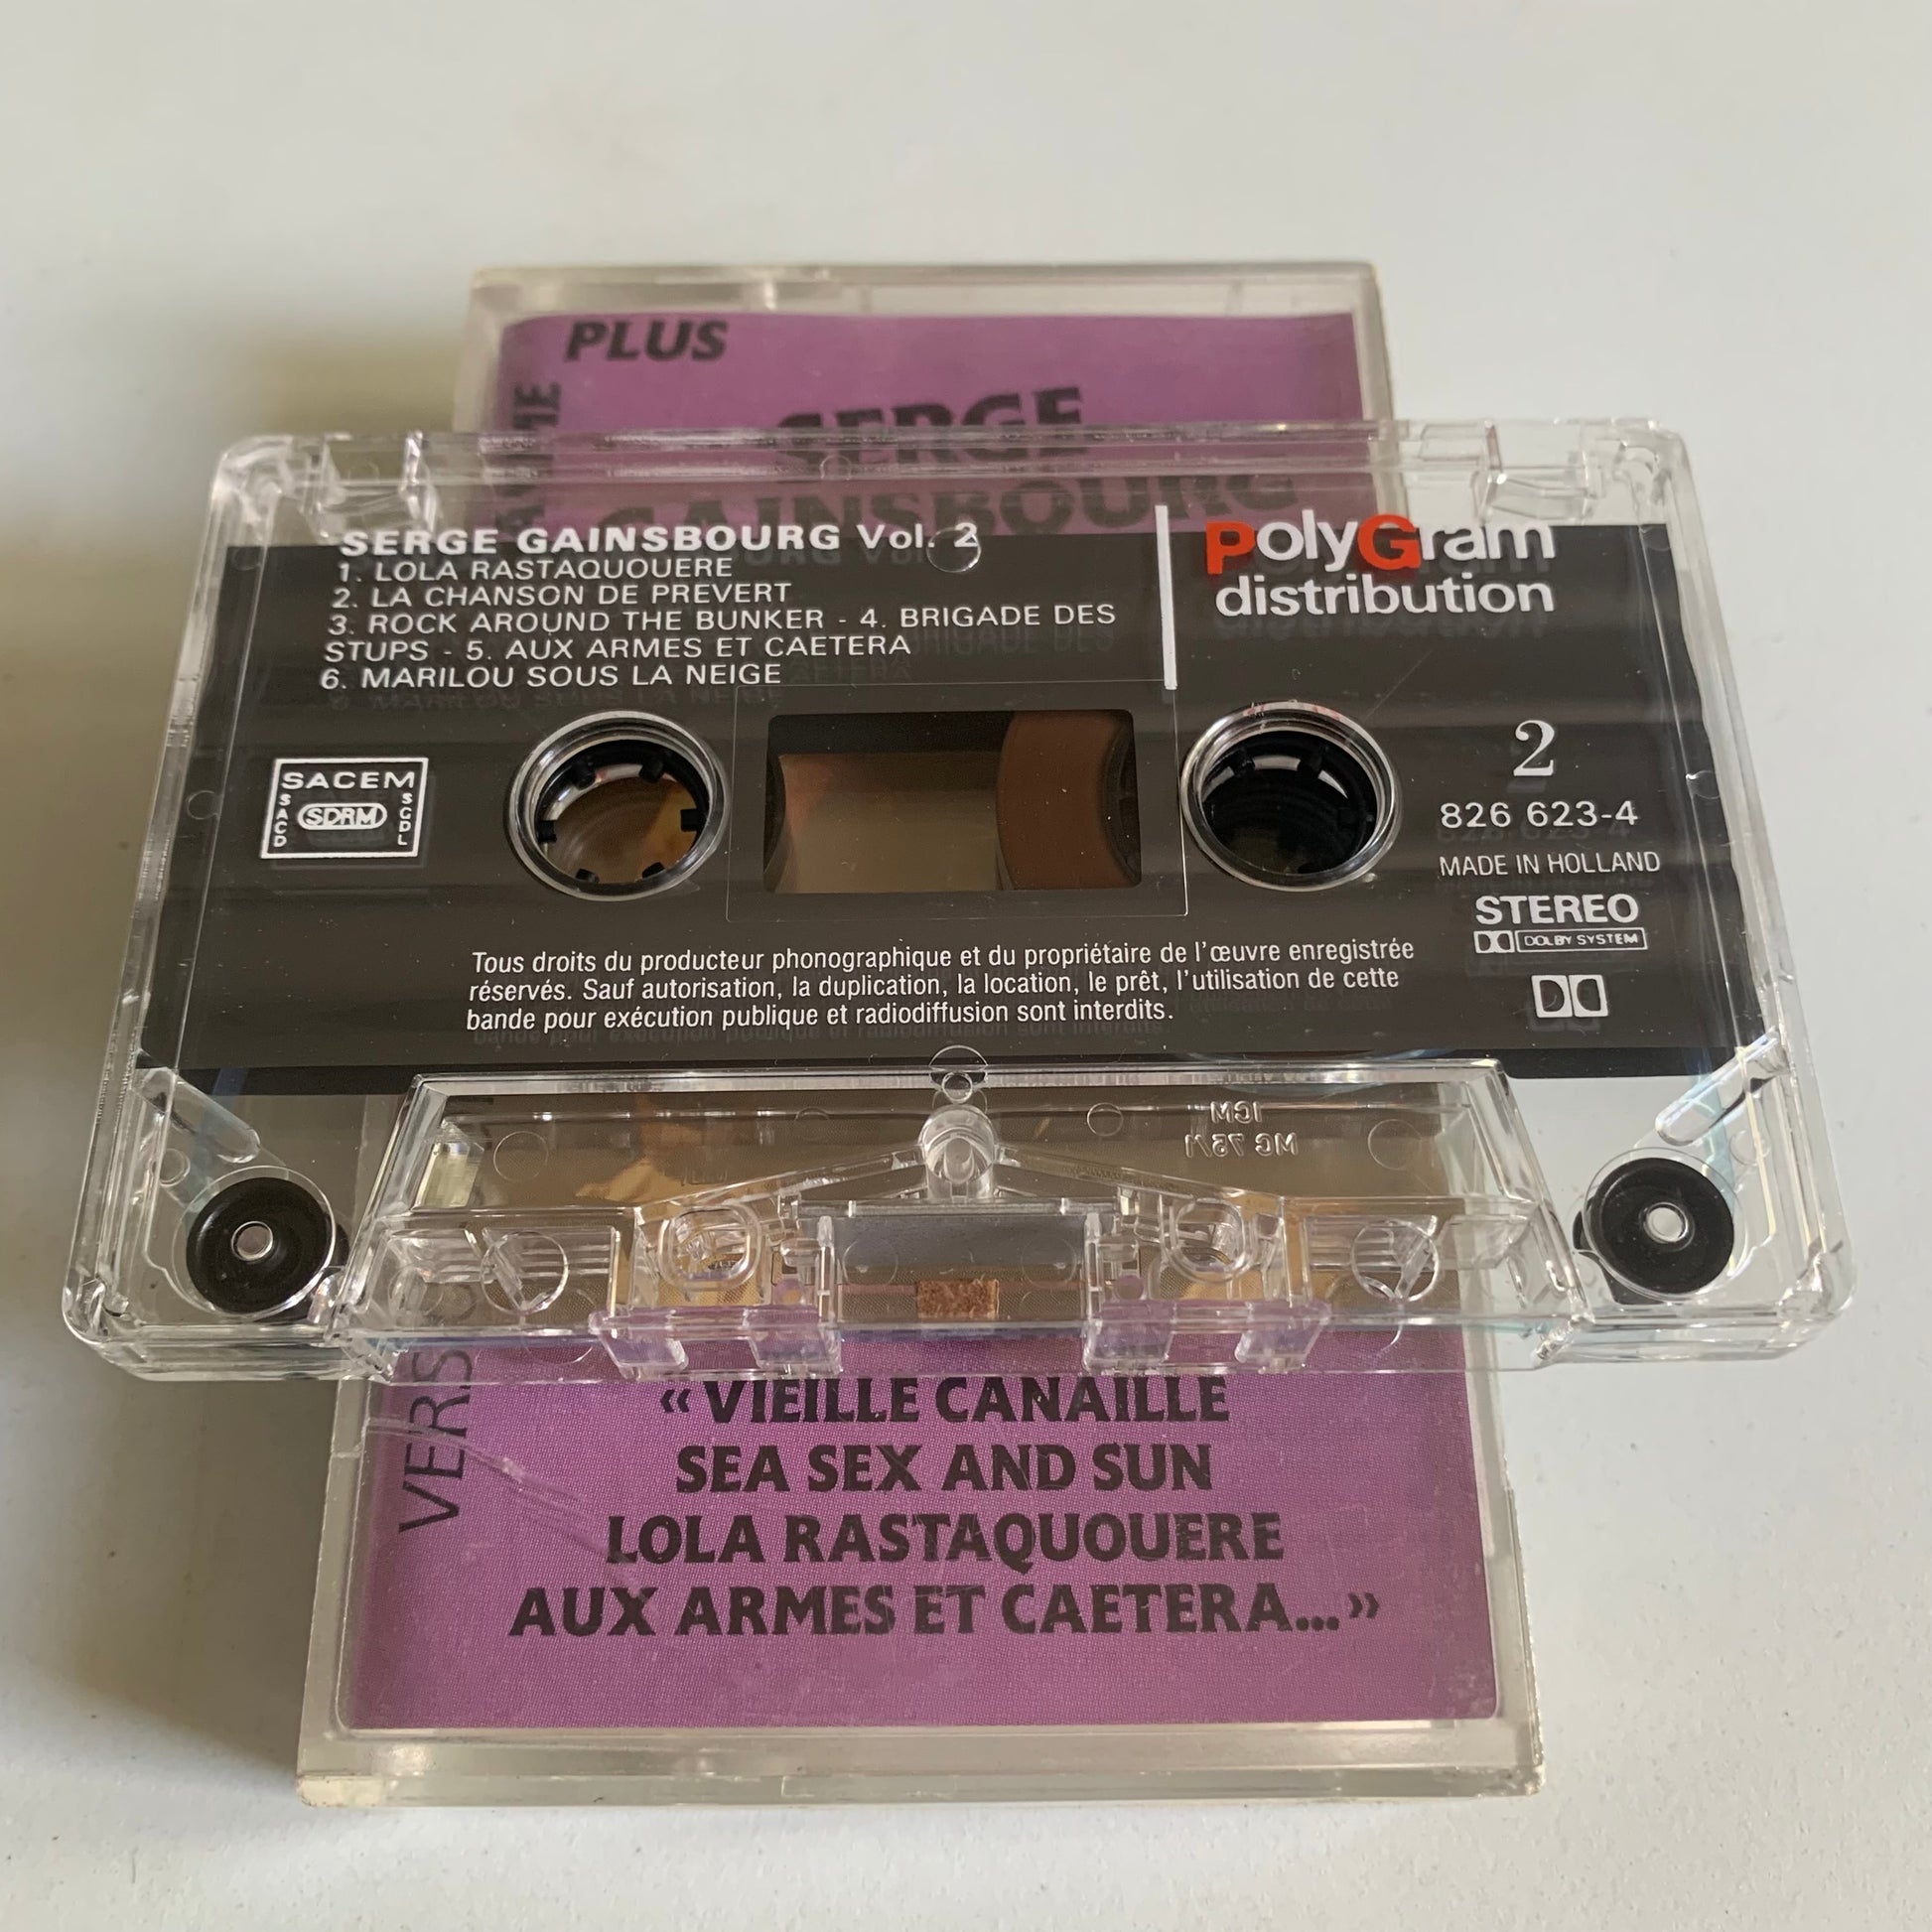 PLUS
SERGE
GAINSBOURG
SERGE GAINSBOURG Vol. 2
1. LOLA RASTAQUOUERE
2. LA CHANSON DE PREVERT
3. ROCK AROUND THE BUNKER - 4. BRIGADE DES
STUPS - 5. AUX ARMES ET CAETERA
6. MARILOU SOUS LA NEIGE
PolyGram
distribution
SACEM
SACD
SDRM
SCDL
2
826 623-4
MADE IN HOLLAND
STEREO
DOLBY SYSTEM
Tous droits du producteur phonographique et du propriétaire de l'œuvre enregistrée
réservés. Sauf autorisation, la duplication, la location, le prêt, l'utilisation de cette
bande pour exécution publique et radiodiffusion sont interdits.
ICM
MC 75/1
« VIEILLE CANAILLE
SEA SEX AND SUN
LOLA RASTAQUOUERE
AUX ARMES ET CAETERA... »